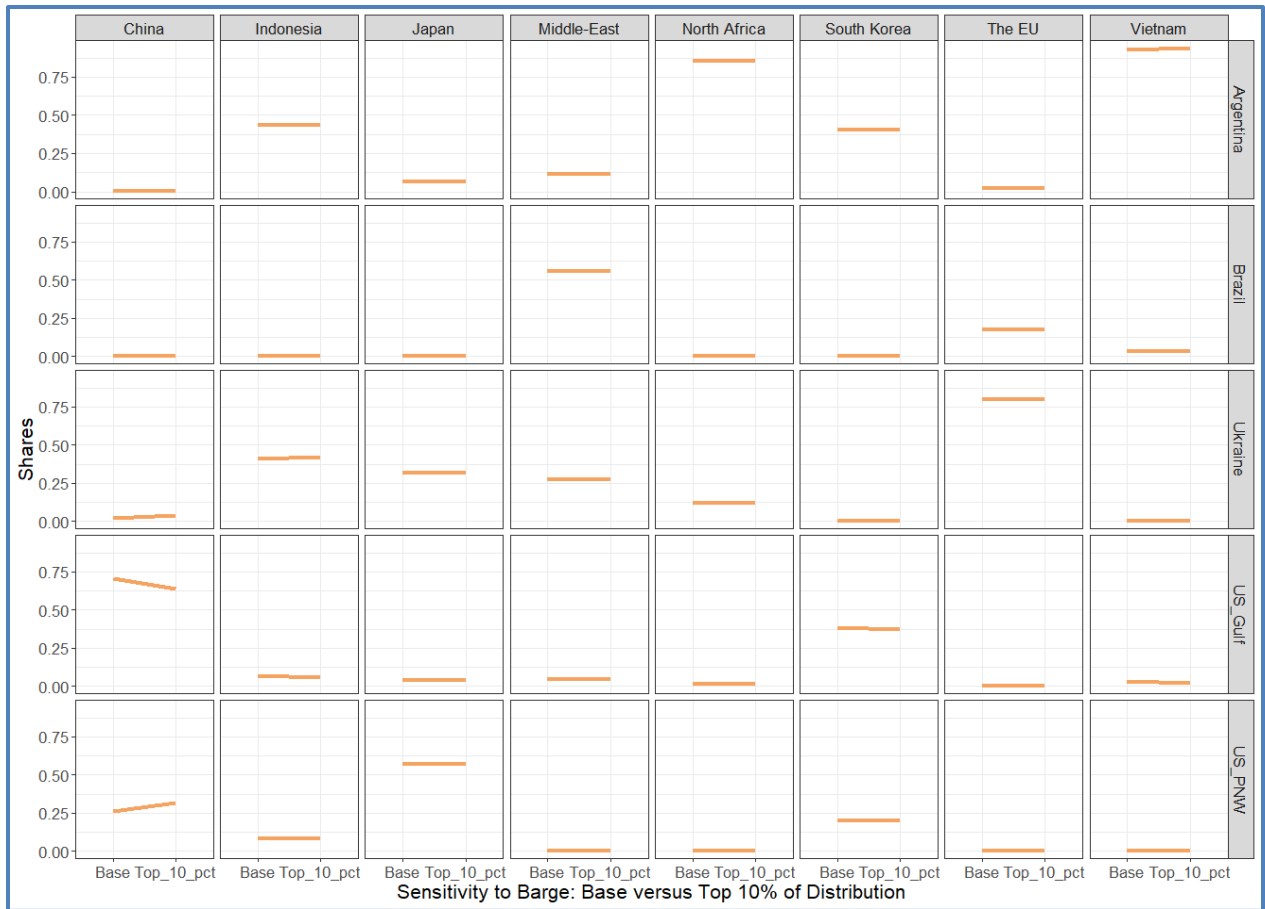 China Indonesia Japan Middle-East North Africa South Korea The EU Vietnam
Shares
0.75
0.50
0.25
0.00
Argentina
0.75
0.50
0.25
0.00
Brazil
0.75
0.50
0.25
0.00
Ukraine
0.75
0.50
0.25
0.00
US_Gulf
0.75
0.50
0.25
0.00
US_PNW
Base Top_10_pct Base Top_10_pct Base Top_10_pct Base Top_10_pct Base Top_10_pct Base Top_10_pct Base Top_10_pct Base Top_10_pct
Sensitivity to Barge: Base versus Top 10% of Distribution